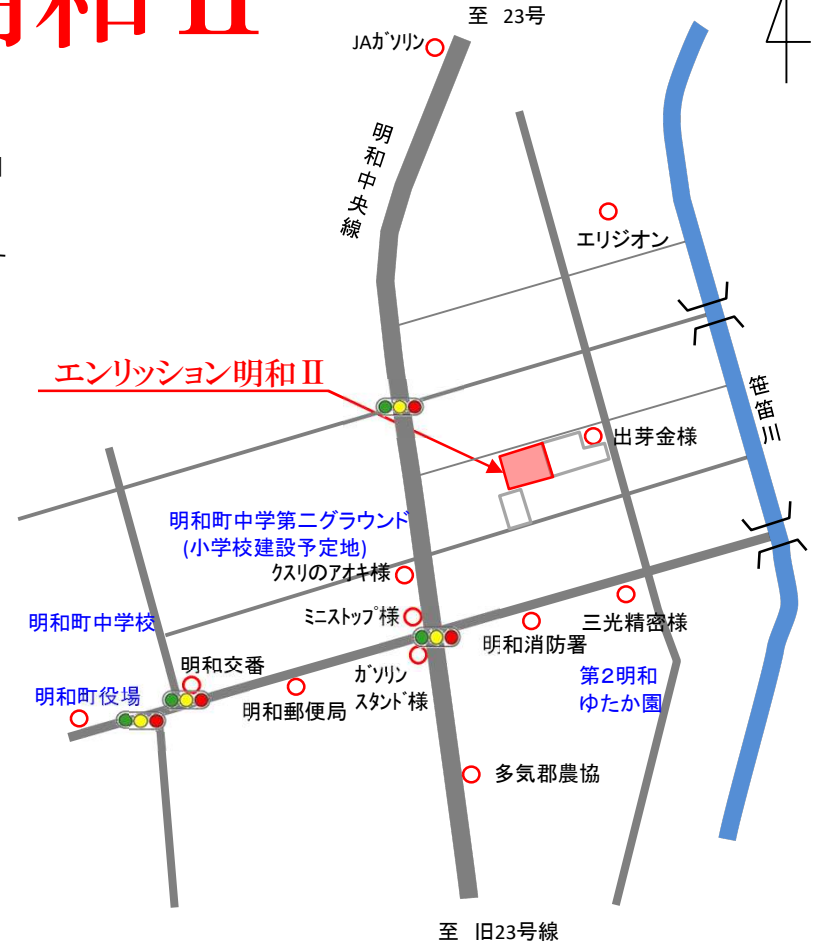 明和Ⅱ
至 23号
JAｶﾞｿﾘﾝ
明和中央線
エリジオン
エンリッション明和Ⅱ
笹笛川
出芽金様
明和町中学第二グラウンド
(小学校建設予定地)
ｸｽﾘのｱｵｷ様
ﾐﾆｽﾄｯﾌﾟ様
明和町中学校
三光精密様
明和消防署
明和交番
ｶﾞｿﾘﾝ
ｽﾀﾝﾄﾞ様
第2明和
ゆたか園
明和町役場
明和郵便局
多気郡農協
至 旧23号線